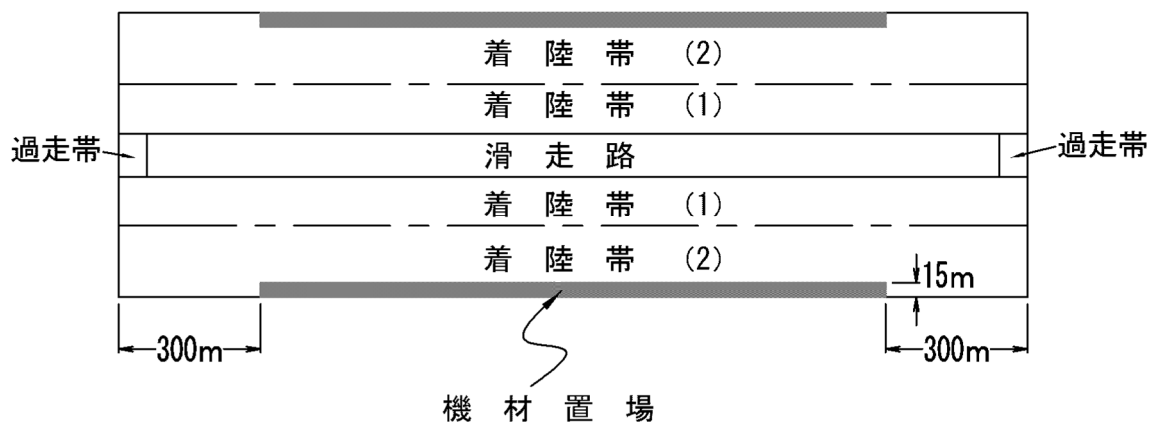 着 陸 帯 (2)
着 陸 帯 (1)
過走帯
滑 走 路
過走帯
着 陸 帯 (1)
着 陸 帯 (2)
15m
300m
300m
機 材 置 場